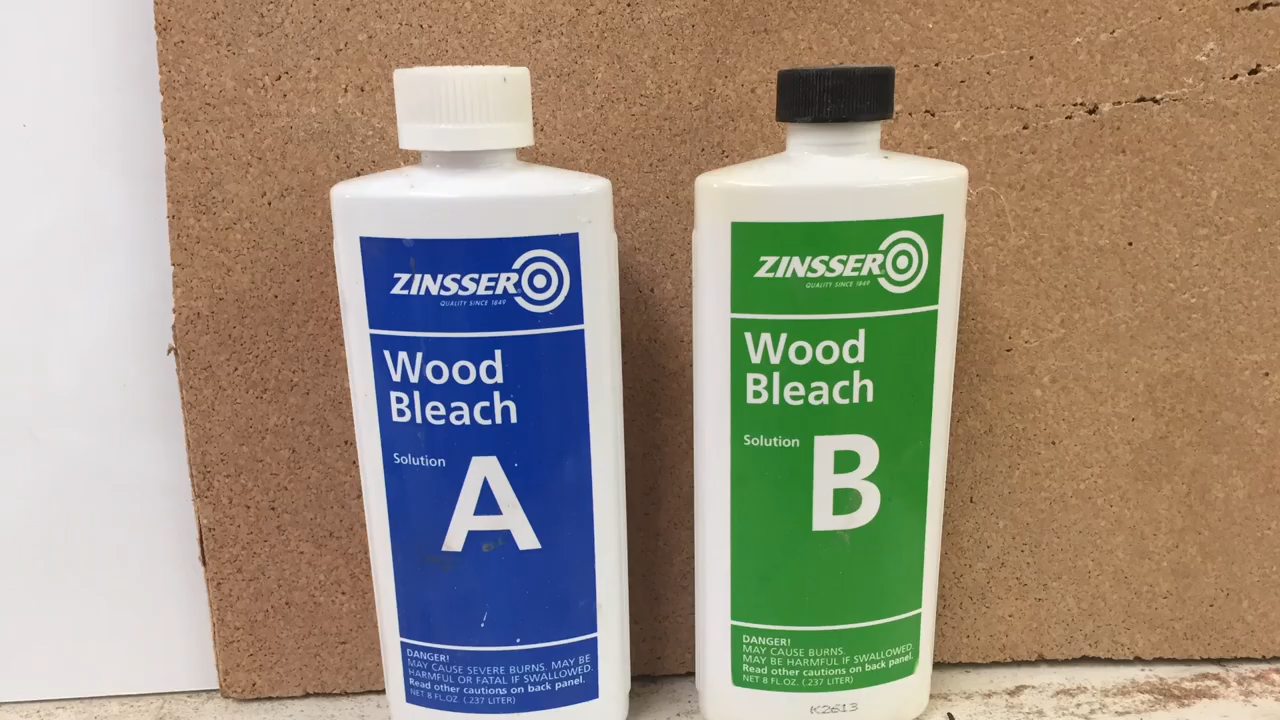 ZINSSER
QUALITY SINCE 1849
Wood
Bleach
Solution
A
DANGER!
MAY CAUSE SEVERE BURNS. MAY BE
HARMFUL OR FATAL IF SWALLOWED.
Read other cautions on back panel.
NET 8 FL.OZ. (.237 LITER)
ZINSSER
QUALITY SINCE 1849
Wood
Bleach
Solution
B
DANGER!
MAY CAUSE BURNS.
MAY BE HARMFUL IF SWALLOWED.
Read other cautions on back panel.
NET 8 FL.OZ. (.237 LITER)
K2613